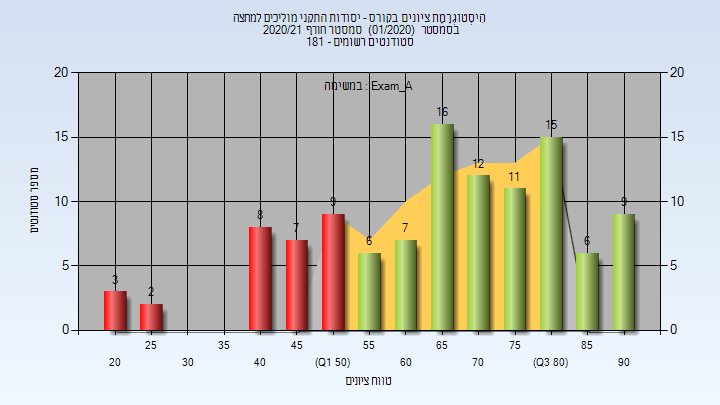 היסטוגרמת ציונים בקורס - יסודות התקני מוליכים למחצה
בסמסטר (01/2020) סמסטר חורף 2020/21
סטודנטים רשומים - 181
במשימה : Exam_A
מספר סטודנטים
20 20
15 15
10 10
5 5
0 0
3 2 8 7 9 6 7 16 12 11 15 6 9
25 35 45 55 65 75 85
20 30 40 (Q1 50) 60 70 (Q3 80) 90
טווח ציונים